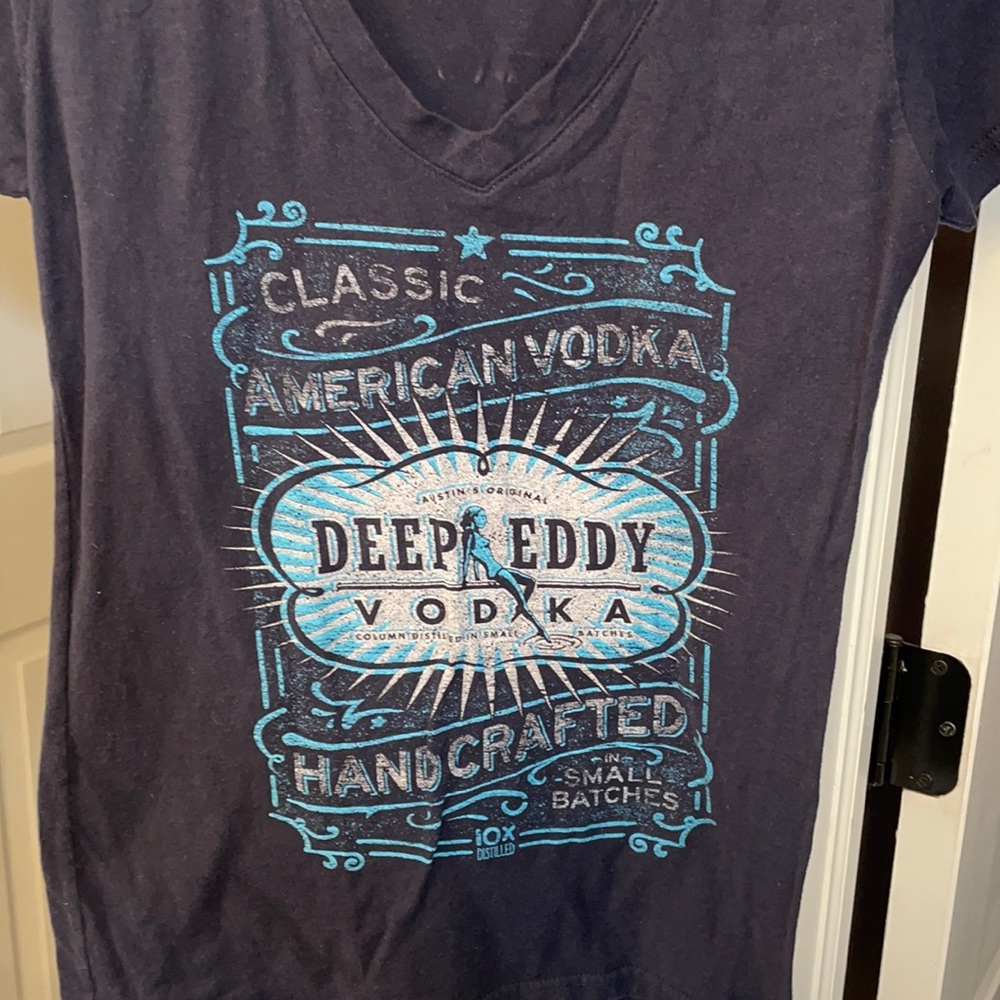 CLASSIC
AMERICAN VODKA
AUSTIN'S ORIGINAL
DEEP EDDY
VODKA
COLUMN DISTILLED IN SMALL BATCHES
HANDCRAFTED
IN
SMALL
BATCHES
10X
DISTILLED